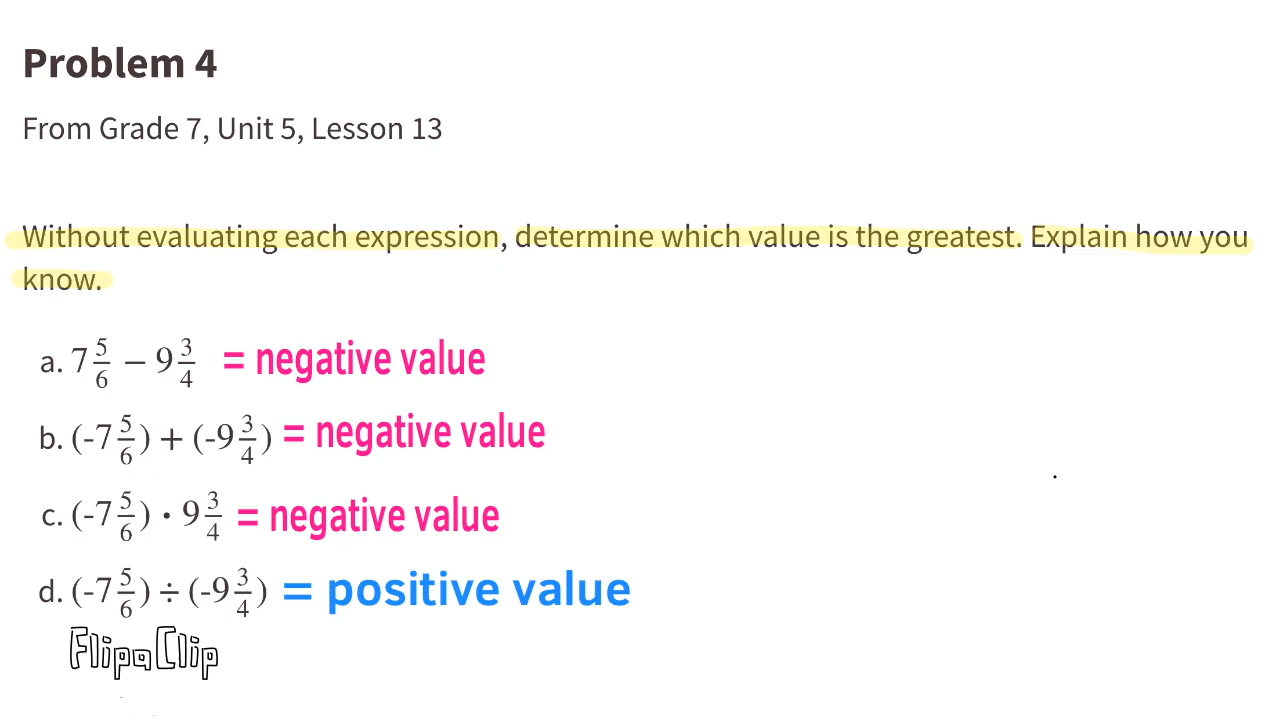 Problem 4
From Grade 7, Unit 5, Lesson 13
Without evaluating each expression, determine which value is the greatest. Explain how you
know.
a. 7 5/6 − 9 3/4 = negative value
b. (-7 5/6) + (-9 3/4) = negative value
c. (-7 5/6) · 9 3/4 = negative value
d. (-7 5/6) ÷ (-9 3/4) = positive value
FlipaClip